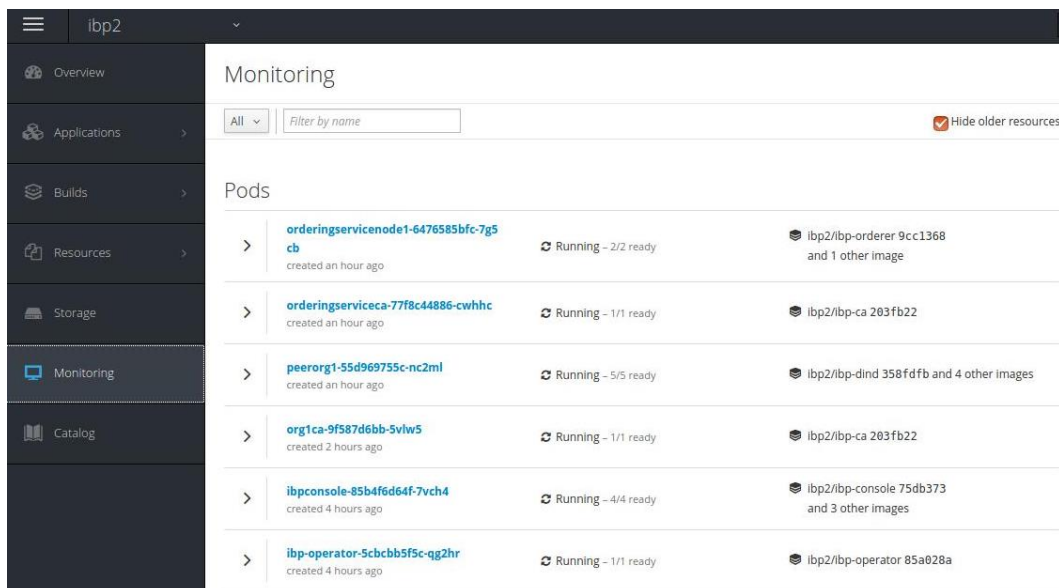 ibp2
Overview
Applications
Builds
Resources
Storage
Monitoring
Catalog
Monitoring
All
Filter by name
Hide older resources
Pods
orderingservicenode1-6476585bfc-7g5
cb
created an hour ago
Running – 2/2 ready
ibp2/ibp-orderer 9cc1368
and 1 other image
orderingserviceca-77f8c44886-cwhhc
created an hour ago
Running – 1/1 ready
ibp2/ibp-ca 203fb22
peerorg1-55d969755c-nc2ml
created an hour ago
Running – 5/5 ready
ibp2/ibp-dind 358fdfb and 4 other images
org1ca-9f587d6bb-5vlw5
created 2 hours ago
Running – 1/1 ready
ibp2/ibp-ca 203fb22
ibpconsole-85b4f6d64f-7vch4
created 4 hours ago
Running – 4/4 ready
ibp2/ibp-console 75db373
and 3 other images
ibp-operator-5cbcbb5f5c-qg2hr
created 4 hours ago
Running – 1/1 ready
ibp2/ibp-operator 85a028a